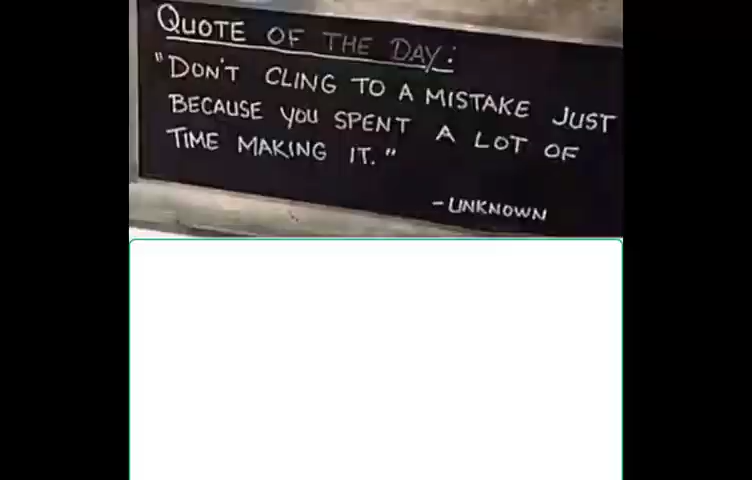 QUOTE OF THE DAY:
"DON'T CLING TO A MISTAKE JUST
BECAUSE YOU SPENT A LOT OF
TIME MAKING IT."
-UNKNOWN